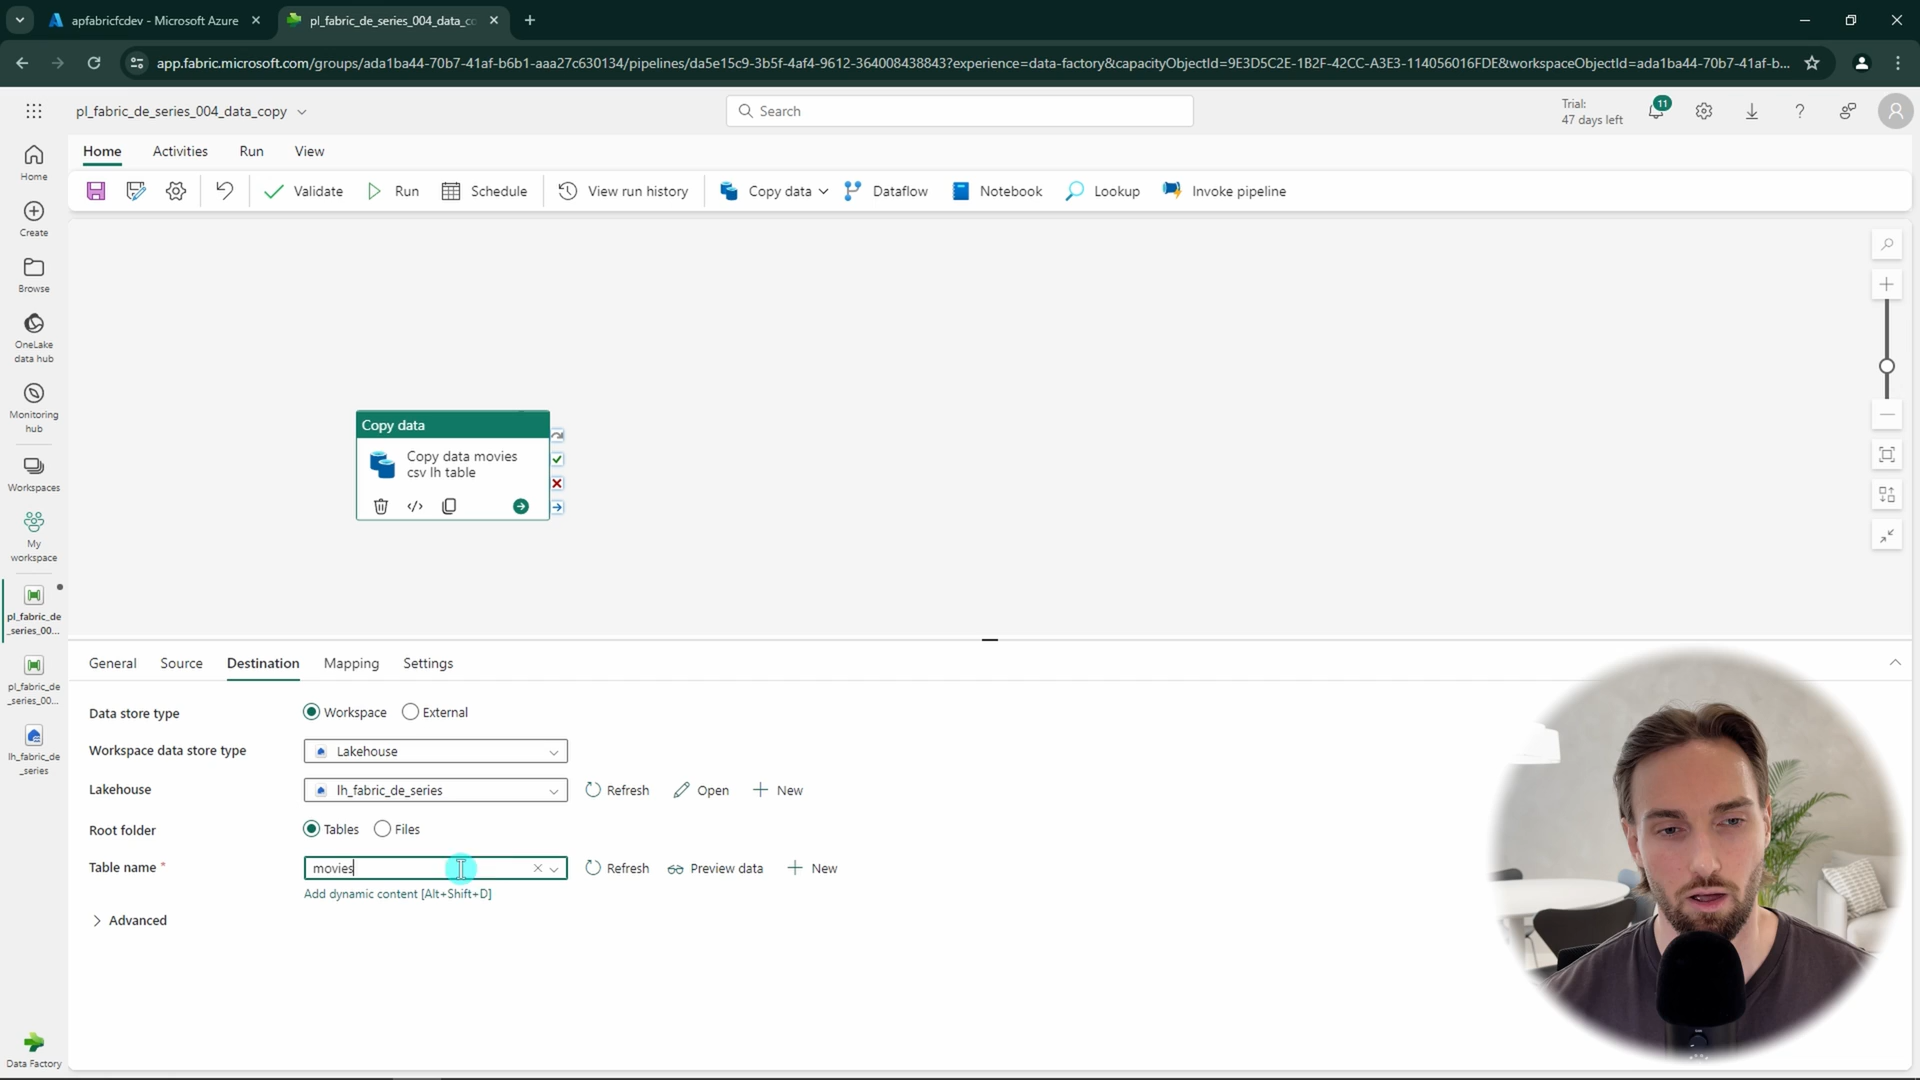 apfabricfcdev - Microsoft Azure
pl_fabric_de_series_004_data_co
app.fabric.microsoft.com/groups/ada1ba44-70b7-41af-b6b1-aaa27c630134/pipelines/da5e15c9-3b5f-4af4-9612-364008438843?experience=data-factory&capacityObjectId=9E3D5C2E-1B2F-42CC-A3E3-114056016FDE&workspaceObjectId=ada1ba44-70b7-41af-b...
pl_fabric_de_series_004_data_copy
Search
Trial:
47 days left
11
Home
Activities
Run
View
Validate
Run
Schedule
View run history
Copy data
Dataflow
Notebook
Lookup
Invoke pipeline
Home
Create
Browse
OneLake
data hub
Monitoring
hub
Workspaces
My
workspace
pl_fabric_de
_series_00...
pl_fabric_de
_series_00...
lh_fabric_de
_series
Data Factory
Copy data
Copy data movies
csv lh table
General
Source
Destination
Mapping
Settings
Data store type
Workspace
External
Workspace data store type
Lakehouse
Lakehouse
lh_fabric_de_series
Refresh
Open
New
Root folder
Tables
Files
Table name *
movies
Refresh
Preview data
New
Add dynamic content [Alt+Shift+D]
Advanced